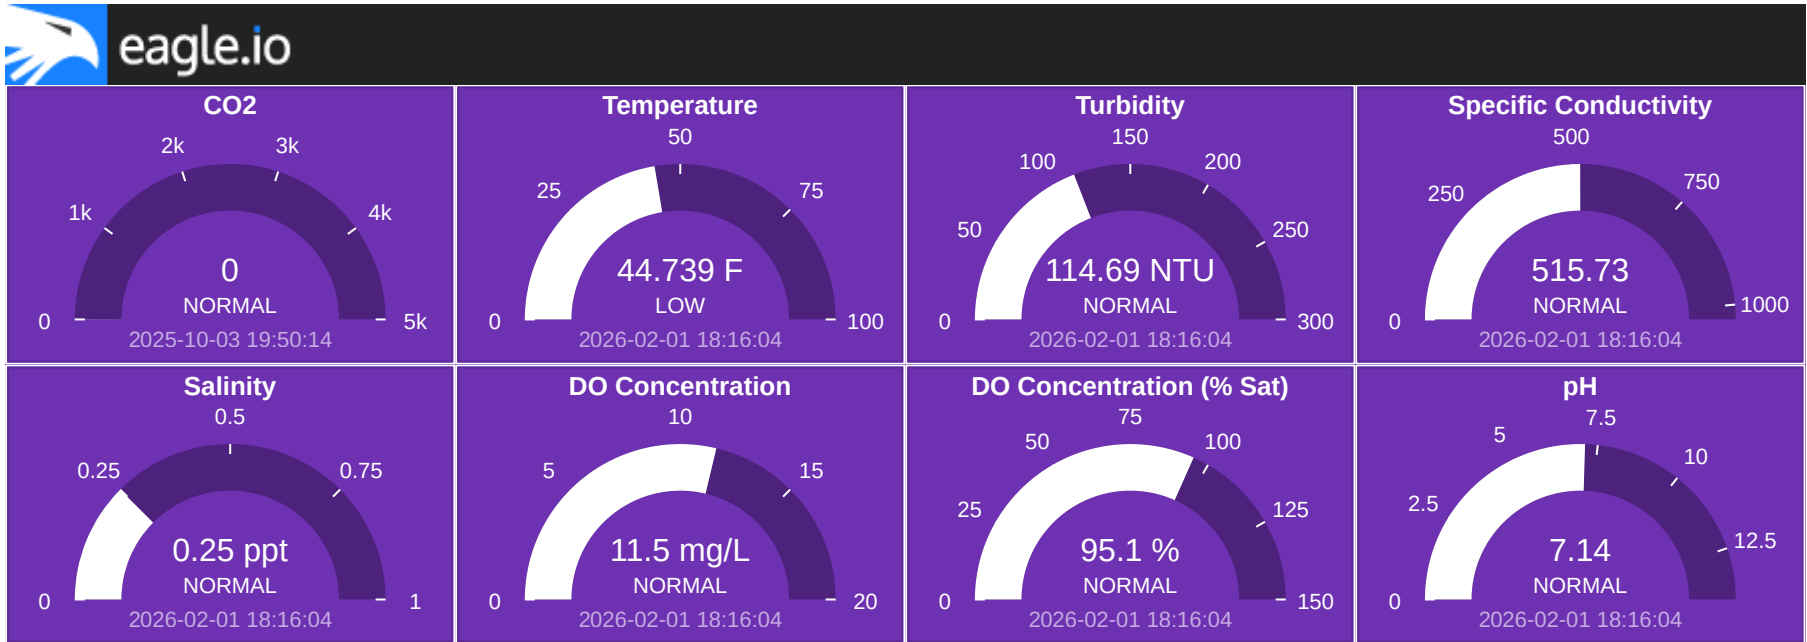 eagle.io
CO2
2k
3k
1k
4k
0
NORMAL
0
5k
2025-10-03 19:50:14
Temperature
50
25
75
44.739 F
LOW
0
100
2026-02-01 18:16:04
Turbidity
150
100
200
50
250
114.69 NTU
NORMAL
0
300
2026-02-01 18:16:04
Specific Conductivity
500
250
750
515.73
NORMAL
1000
0
2026-02-01 18:16:04
Salinity
0.5
0.25
0.75
0.25 ppt
NORMAL
0
1
2026-02-01 18:16:04
DO Concentration
10
5
15
11.5 mg/L
NORMAL
0
20
2026-02-01 18:16:04
DO Concentration (% Sat)
75
50
100
25
125
95.1 %
NORMAL
0
150
2026-02-01 18:16:04
pH
7.5
5
10
2.5
12.5
7.14
NORMAL
0
2026-02-01 18:16:04